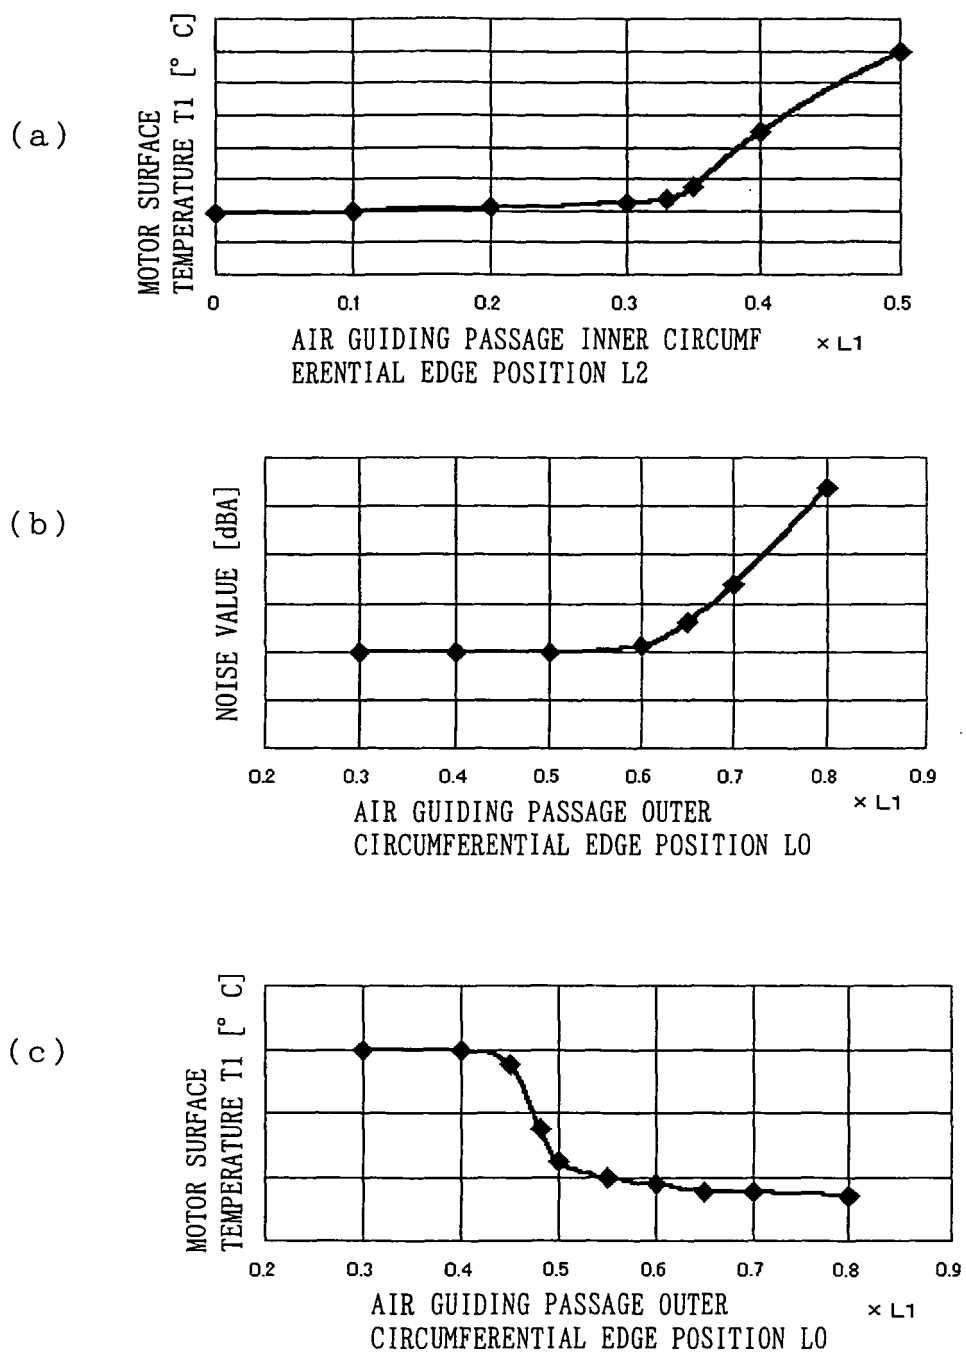 (a)
MOTOR SURFACE
TEMPERATURE T1 [° C]
0 0.1 0.2 0.3 0.4 0.5
AIR GUIDING PASSAGE INNER CIRCUMF × L1
ERENTIAL EDGE POSITION L2
(b)
NOISE VALUE [dBA]
0.2 0.3 0.4 0.5 0.6 0.7 0.8 0.9
× L1
AIR GUIDING PASSAGE OUTER
CIRCUMFERENTIAL EDGE POSITION LO
(c)
MOTOR SURFACE
TEMPERATURE T1 [° C]
0.2 0.3 0.4 0.5 0.6 0.7 0.8 0.9
AIR GUIDING PASSAGE OUTER × L1
CIRCUMFERENTIAL EDGE POSITION LO